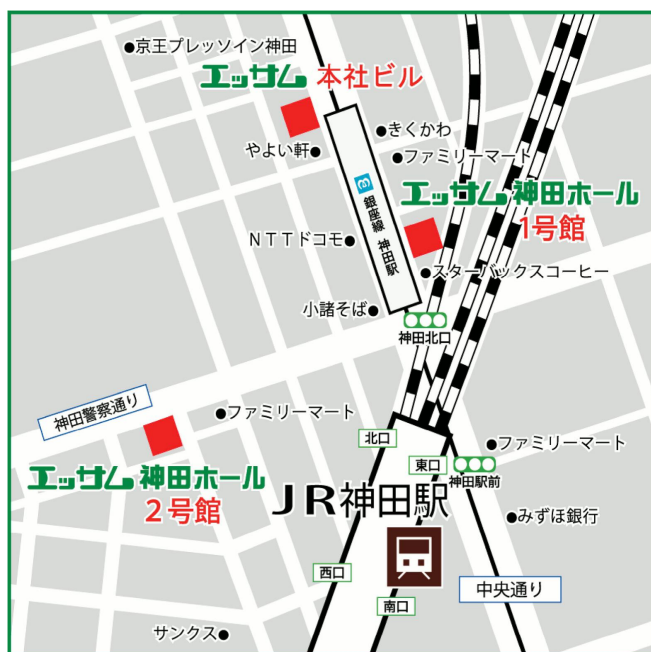 京王プレッソイン神田
エッサム 本社ビル
きくかわ
やよい軒
ファミリーマート
3
銀座線 神田駅
エッサム 神田ホール
1号館
NTTドコモ
スターバックスコーヒー
小諸そば
神田北口
神田警察通り
ファミリーマート
北口
ファミリーマート
東口
神田駅前
エッサム 神田ホール
2号館
JR神田駅
みずほ銀行
西口
中央通り
南口
サンクス